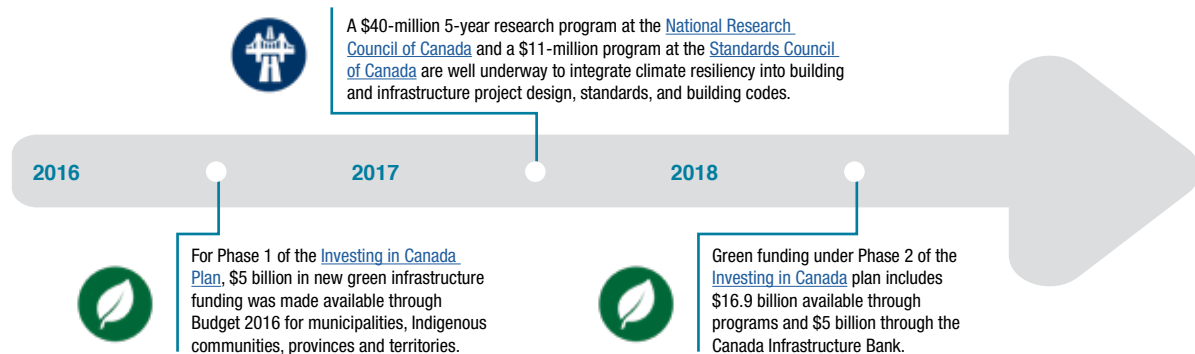 A $40-million 5-year research program at the National Research
Council of Canada and a $11-million program at the Standards Council
of Canada are well underway to integrate climate resiliency into building
and infrastructure project design, standards, and building codes.
2016
2017
2018
For Phase 1 of the Investing in Canada
Plan, $5 billion in new green infrastructure
funding was made available through
Budget 2016 for municipalities, Indigenous
communities, provinces and territories.
Green funding under Phase 2 of the
Investing in Canada plan includes
$16.9 billion available through
programs and $5 billion through the
Canada Infrastructure Bank.